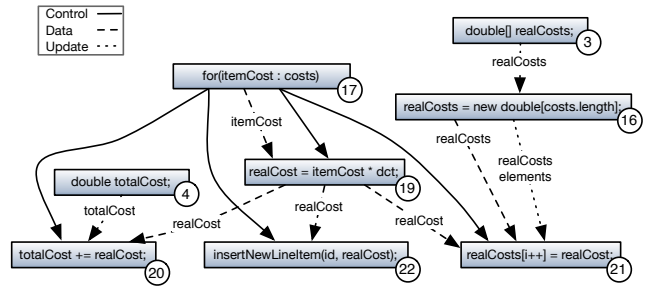 Control
Data
Update
double[] realCosts;
3
realCosts
for(itemCost : costs)
17
realCosts = new double[costs.length];
16
itemCost
realCosts
realCosts
elements
realCost = itemCost * dct;
19
double totalCost;
4
totalCost
realCost
realCost
realCost
totalCost += realCost;
20
insertNewLineItem(id, realCost);
22
realCosts[i++] = realCost;
21